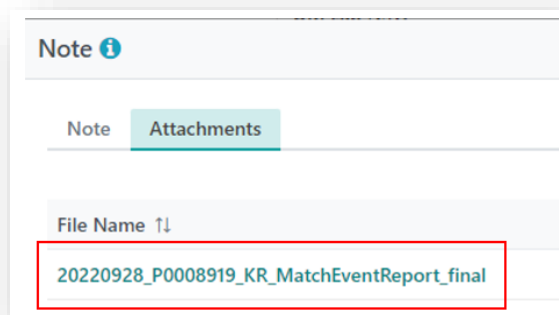 Note
Note Attachments
File Name
20220928_P0008919_KR_MatchEventReport_final